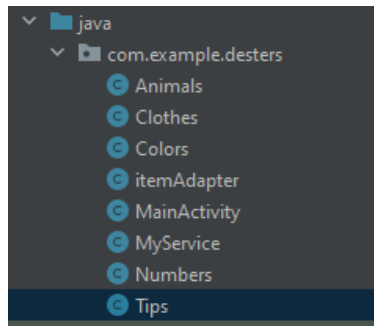 java
com.example.desters
Animals
Clothes
Colors
itemAdapter
MainActivity
MyService
Numbers
Tips